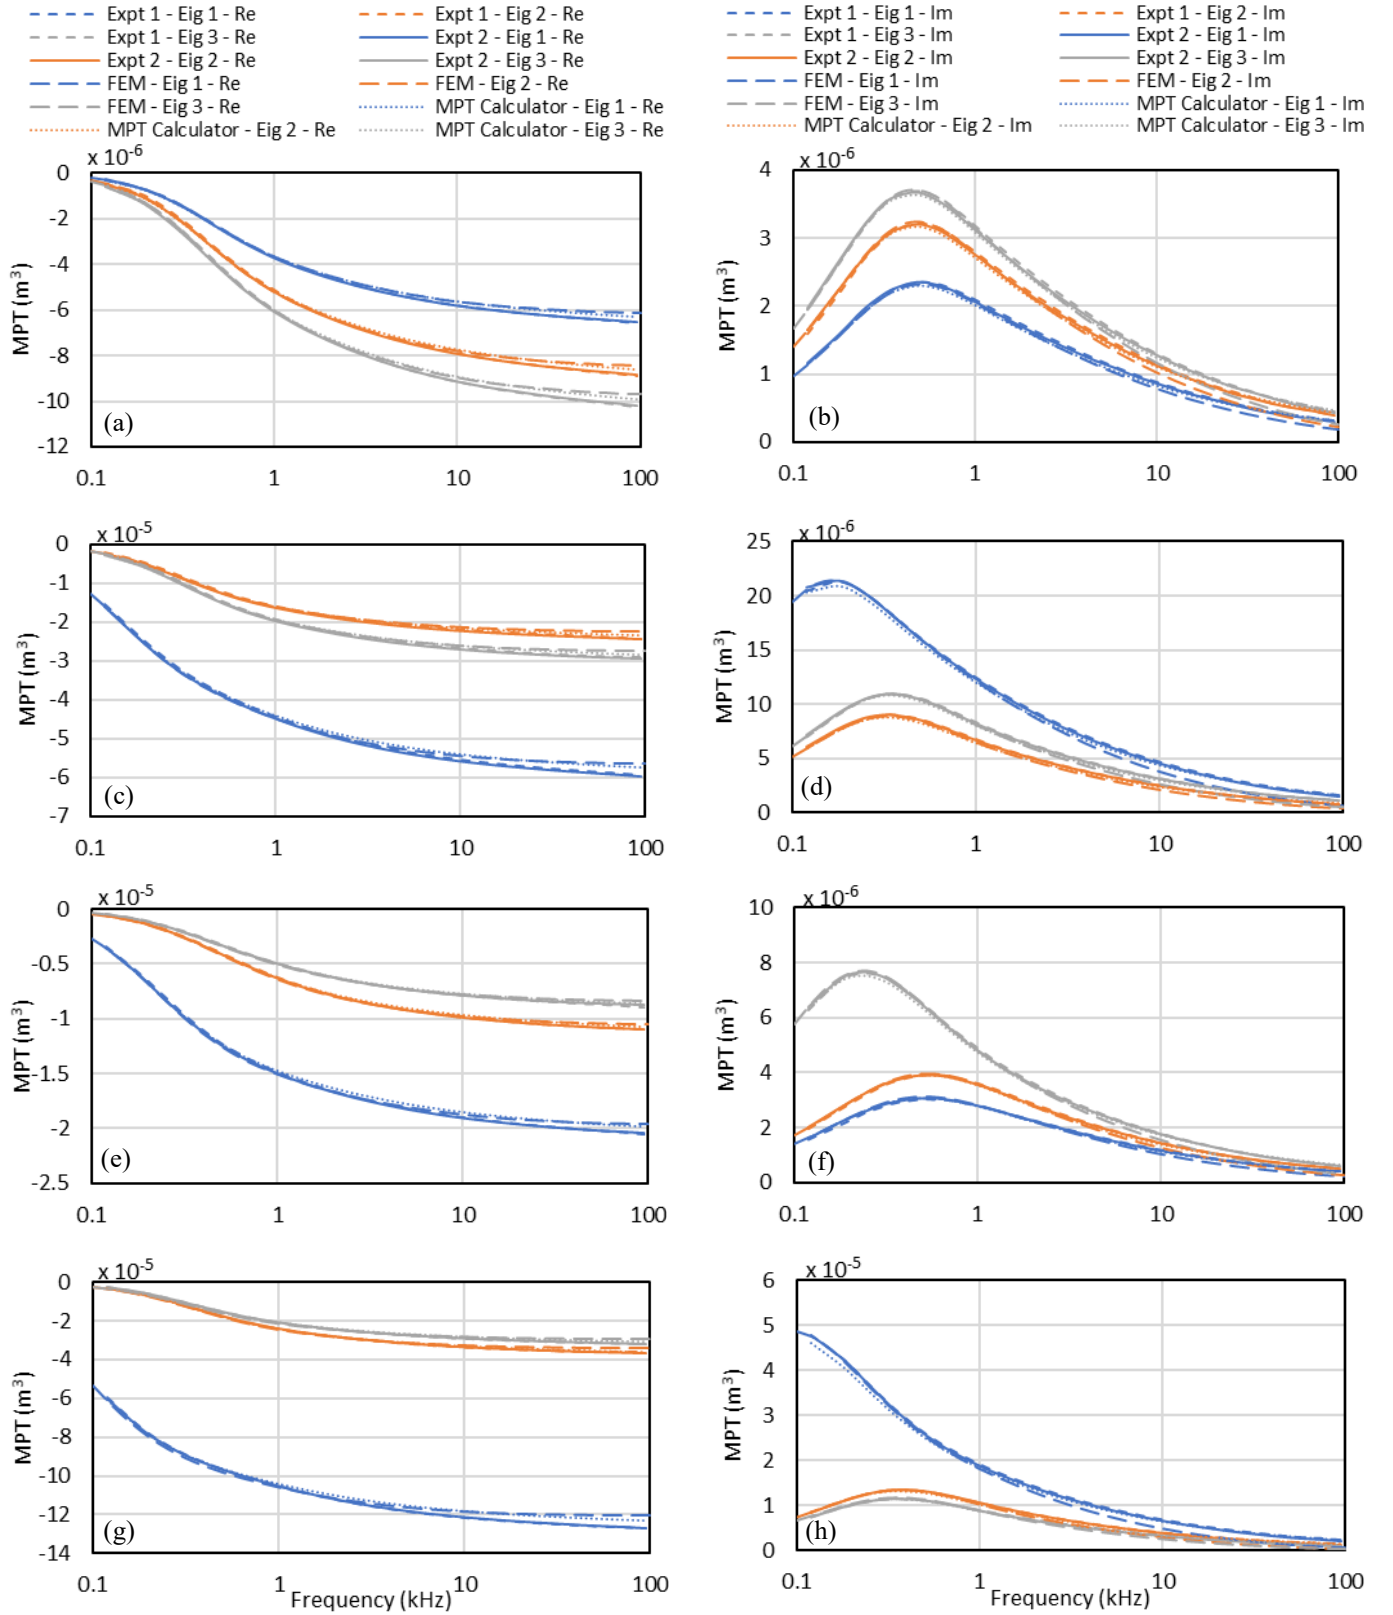 Expt 1 - Eig 1 - Re
Expt 1 - Eig 2 - Re
Expt 1 - Eig 3 - Re
Expt 2 - Eig 1 - Re
Expt 2 - Eig 2 - Re
Expt 2 - Eig 3 - Re
FEM - Eig 1 - Re
FEM - Eig 2 - Re
FEM - Eig 3 - Re
MPT Calculator - Eig 1 - Re
MPT Calculator - Eig 2 - Re
MPT Calculator - Eig 3 - Re
Expt 1 - Eig 1 - Im
Expt 1 - Eig 2 - Im
Expt 1 - Eig 3 - Im
Expt 2 - Eig 1 - Im
Expt 2 - Eig 2 - Im
Expt 2 - Eig 3 - Im
FEM - Eig 1 - Im
FEM - Eig 2 - Im
FEM - Eig 3 - Im
MPT Calculator - Eig 1 - Im
MPT Calculator - Eig 2 - Im
MPT Calculator - Eig 3 - Im
x 10⁻⁶
0
-2
-4
-6
-8
-10
-12
MPT (m³)
(a)
0.1 1 10 100
x 10⁻⁶
4
3
2
1
0
MPT (m³)
(b)
0.1 1 10 100
x 10⁻⁵
0
-1
-2
-3
-4
-5
-6
-7
MPT (m³)
(c)
0.1 1 10 100
x 10⁻⁶
25
20
15
10
5
0
MPT (m³)
(d)
0.1 1 10 100
x 10⁻⁵
0
-0.5
-1
-1.5
-2
-2.5
MPT (m³)
(e)
0.1 1 10 100
x 10⁻⁶
10
8
6
4
2
0
MPT (m³)
(f)
0.1 1 10 100
x 10⁻⁵
0
-2
-4
-6
-8
-10
-12
-14
MPT (m³)
(g)
0.1 1 10 100
Frequency (kHz)
x 10⁻⁵
6
5
4
3
2
1
0
MPT (m³)
(h)
0.1 1 10 100
Frequency (kHz)